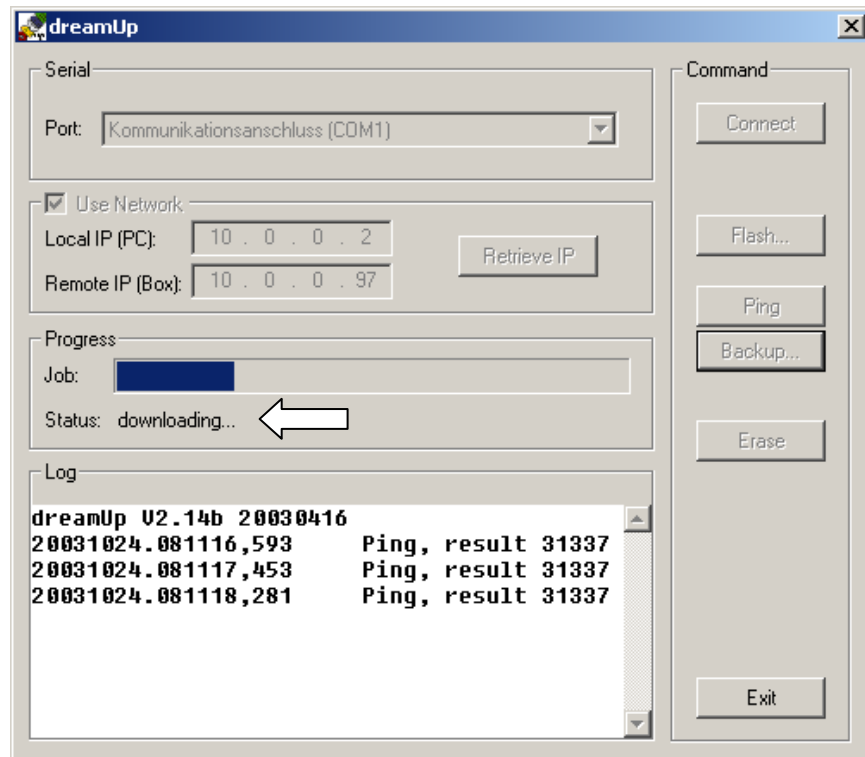 dreamUp
Serial
Port: Kommunikationsanschluss (COM1)
Use Network
Local IP (PC): 10 . 0 . 0 . 2
Remote IP (Box): 10 . 0 . 0 . 97
Retrieve IP
Progress
Job:
Status: downloading...
Log
dreamUp V2.14b 20030416
20031024.081116,593 Ping, result 31337
20031024.081117,453 Ping, result 31337
20031024.081118,281 Ping, result 31337
Command
Connect
Flash...
Ping
Backup...
Erase
Exit